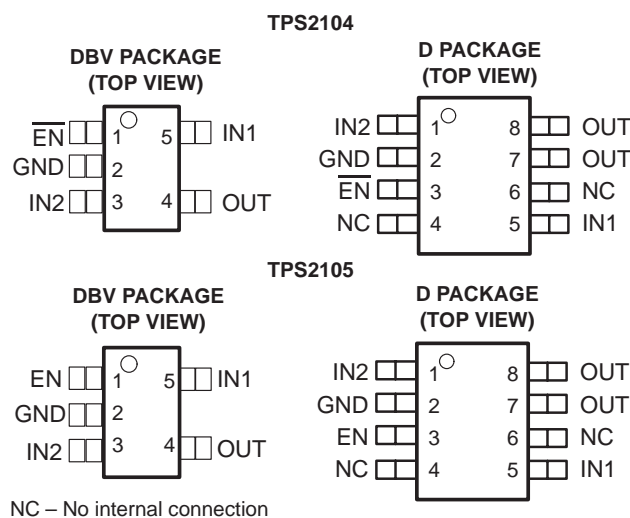 TPS2104
DBV PACKAGE
(TOP VIEW)
EN 1 5 IN1
GND 2
IN2 3 4 OUT
D PACKAGE
(TOP VIEW)
IN2 1 8 OUT
GND 2 7 OUT
EN 3 6 NC
NC 4 5 IN1
TPS2105
DBV PACKAGE
(TOP VIEW)
EN 1 5 IN1
GND 2
IN2 3 4 OUT
D PACKAGE
(TOP VIEW)
IN2 1 8 OUT
GND 2 7 OUT
EN 3 6 NC
NC 4 5 IN1
NC – No internal connection